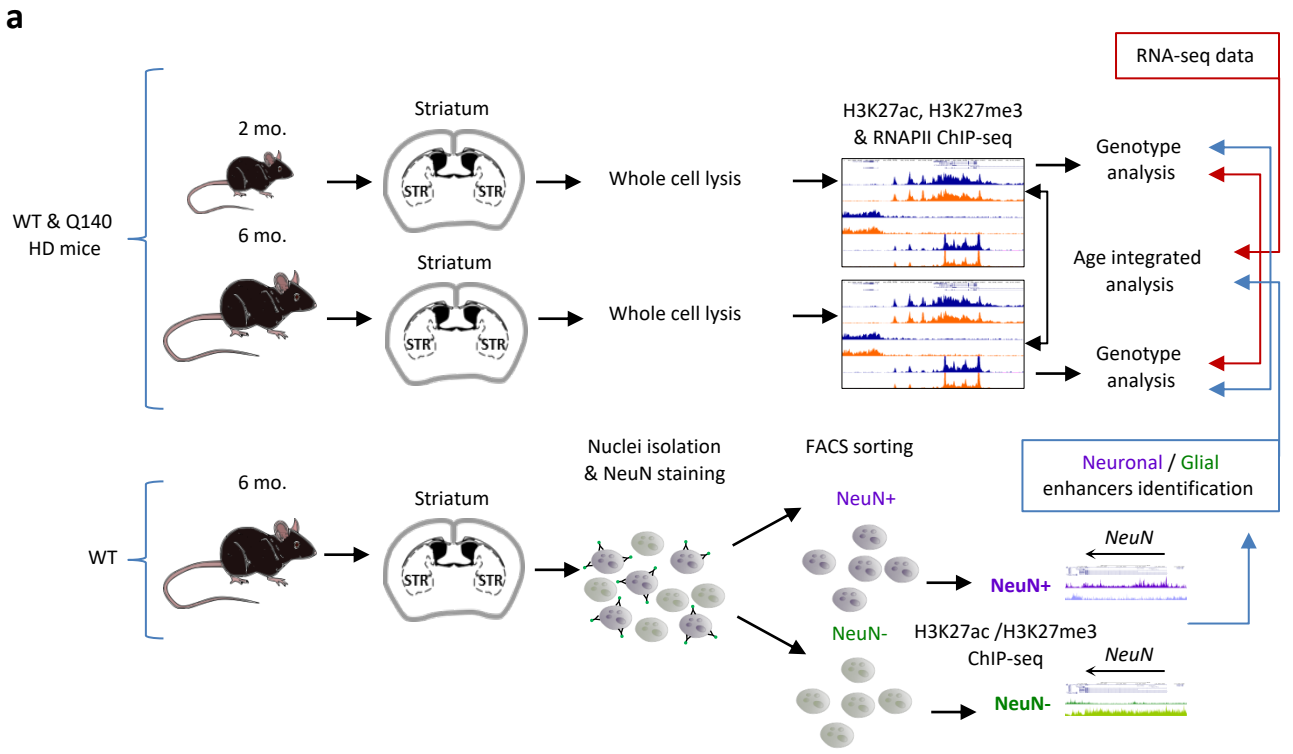 a
RNA-seq data
WT & Q140
HD mice
2 mo.
Striatum
STR
STR
Whole cell lysis
H3K27ac, H3K27me3
& RNAPII ChIP-seq
Genotype
analysis
6 mo.
Striatum
STR
STR
Whole cell lysis
Age integrated
analysis
Genotype
analysis
WT
6 mo.
Striatum
STR
STR
Nuclei isolation
& NeuN staining
FACS sorting
NeuN+
NeuN-
Neuronal / Glial
enhancers identification
NeuN
NeuN+
H3K27ac /H3K27me3
ChIP-seq
NeuN
NeuN-